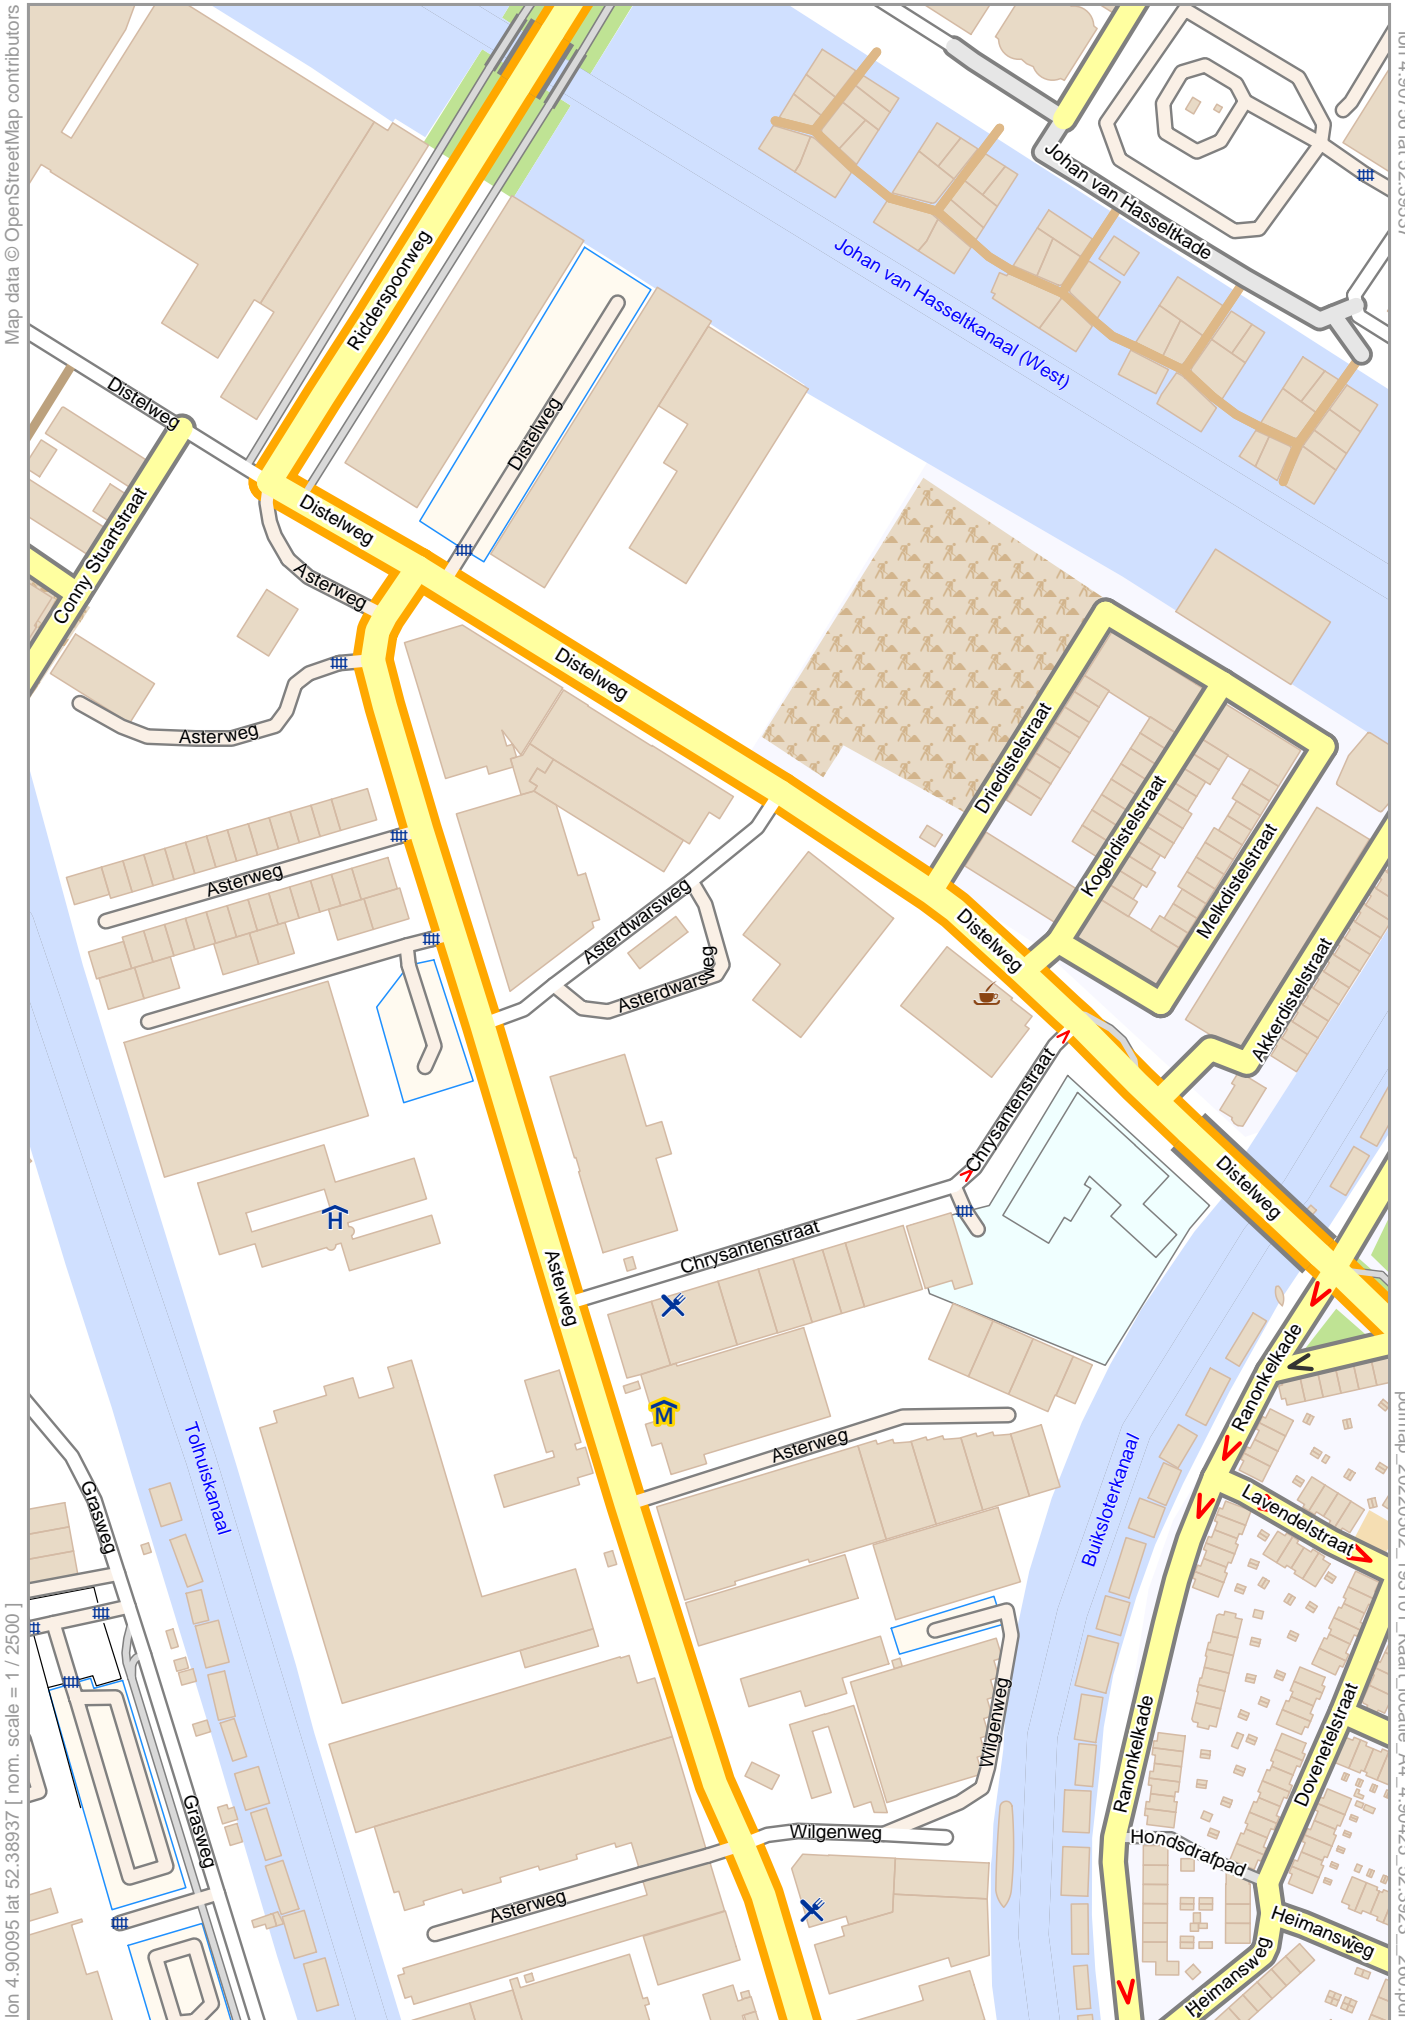 Map data © OpenStreetMap contributors
Johan van Hasseltkade
Ridderspoorweg
Johan van Hasseltkanaal (West)
Distelweg
Distelweg
Distelweg
Conny Stuartstraat
Asterweg
Distelweg
Asterweg
Driedistelstraat
Kogeldistelstraat
Melkdistelstraat
Asterweg
Asterdwarsweg
Distelweg
Asterdwarsweg
Akkerdistelstraat
Chrysantenstraat
Distelweg
H
Chrysantenstraat
Asterweg
Ranonkelkade
M
Asterweg
Tolhuiskanaal
Grasweg
Buiksloterkanaal
Lavendelstraat
Wilgenweg
Ranonkelkade
Dovenetelstraat
Grasweg
Wilgenweg
Hondsdrafpad
Asterweg
Heimansweg
Heimansweg
lon 4.90095 lat 52.38937 [ nom. scale = 1 / 2500 ]